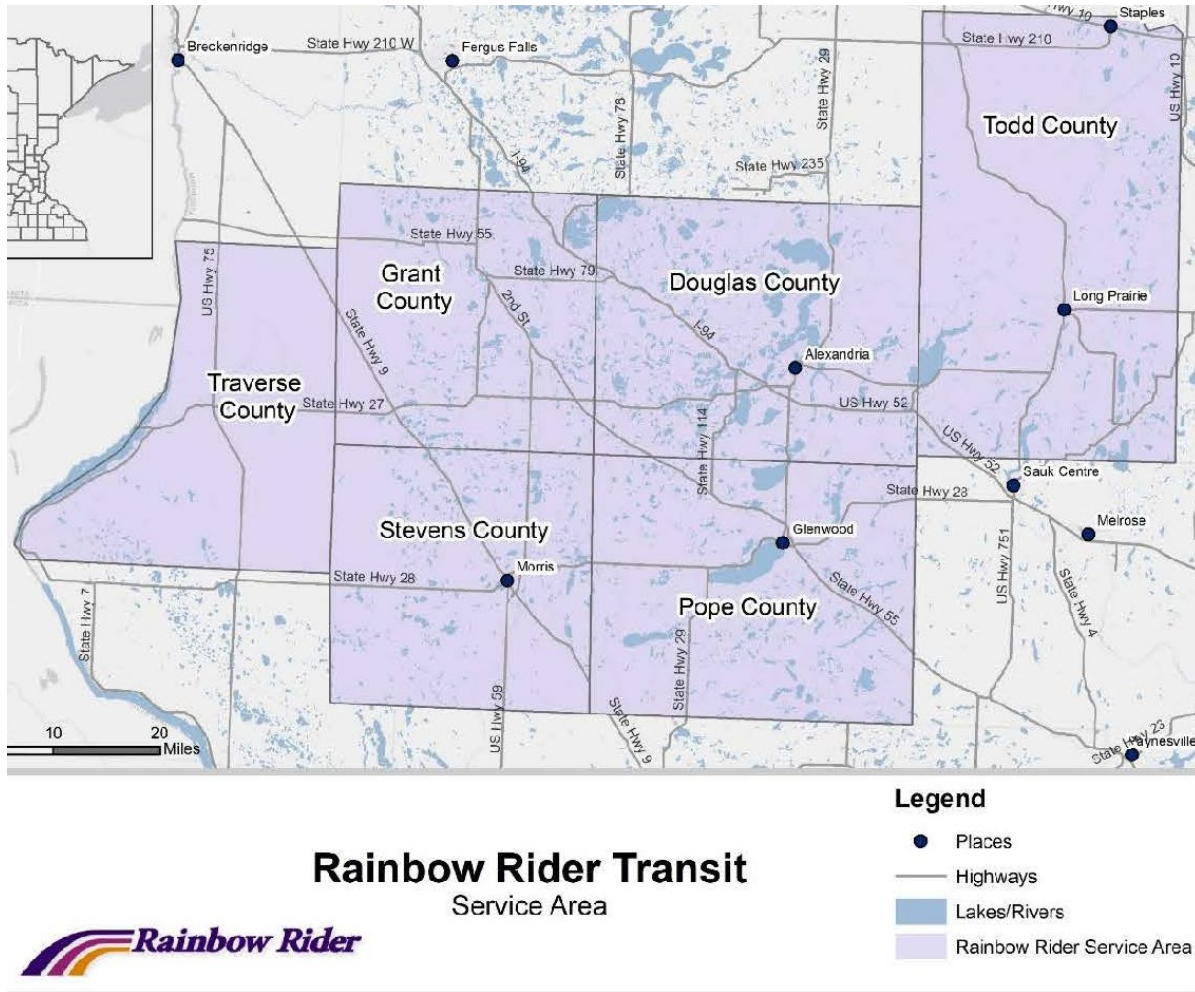 Hwy 10
Staples
Breckenridge
State Hwy 210 W
Fergus Falls
State Hwy 210
State Hwy 29
State Hwy 78
US Hwy 10
Todd County
I-94
State Hwy 235
State Hwy 55
US Hwy 75
Grant
County
State Hwy 79
Douglas County
2nd St
Long Prairie
State Hwy 9
I-94
Alexandria
Traverse
County
State Hwy 27
US Hwy 52
State Hwy 114
US Hwy 52
Sauk Centre
State Hwy 28
Stevens County
Glenwood
Melrose
Morris
State Hwy 28
US Hwy 751
State Hwy 4
State Hwy 55
Pope County
State Hwy 7
State Hwy 29
US Hwy 59
State Hwy 9
State Hwy 23
Paynesville
10
20
Miles
Legend
Places
Highways
Lakes/Rivers
Rainbow Rider Service Area
Rainbow Rider Transit
Service Area
Rainbow Rider